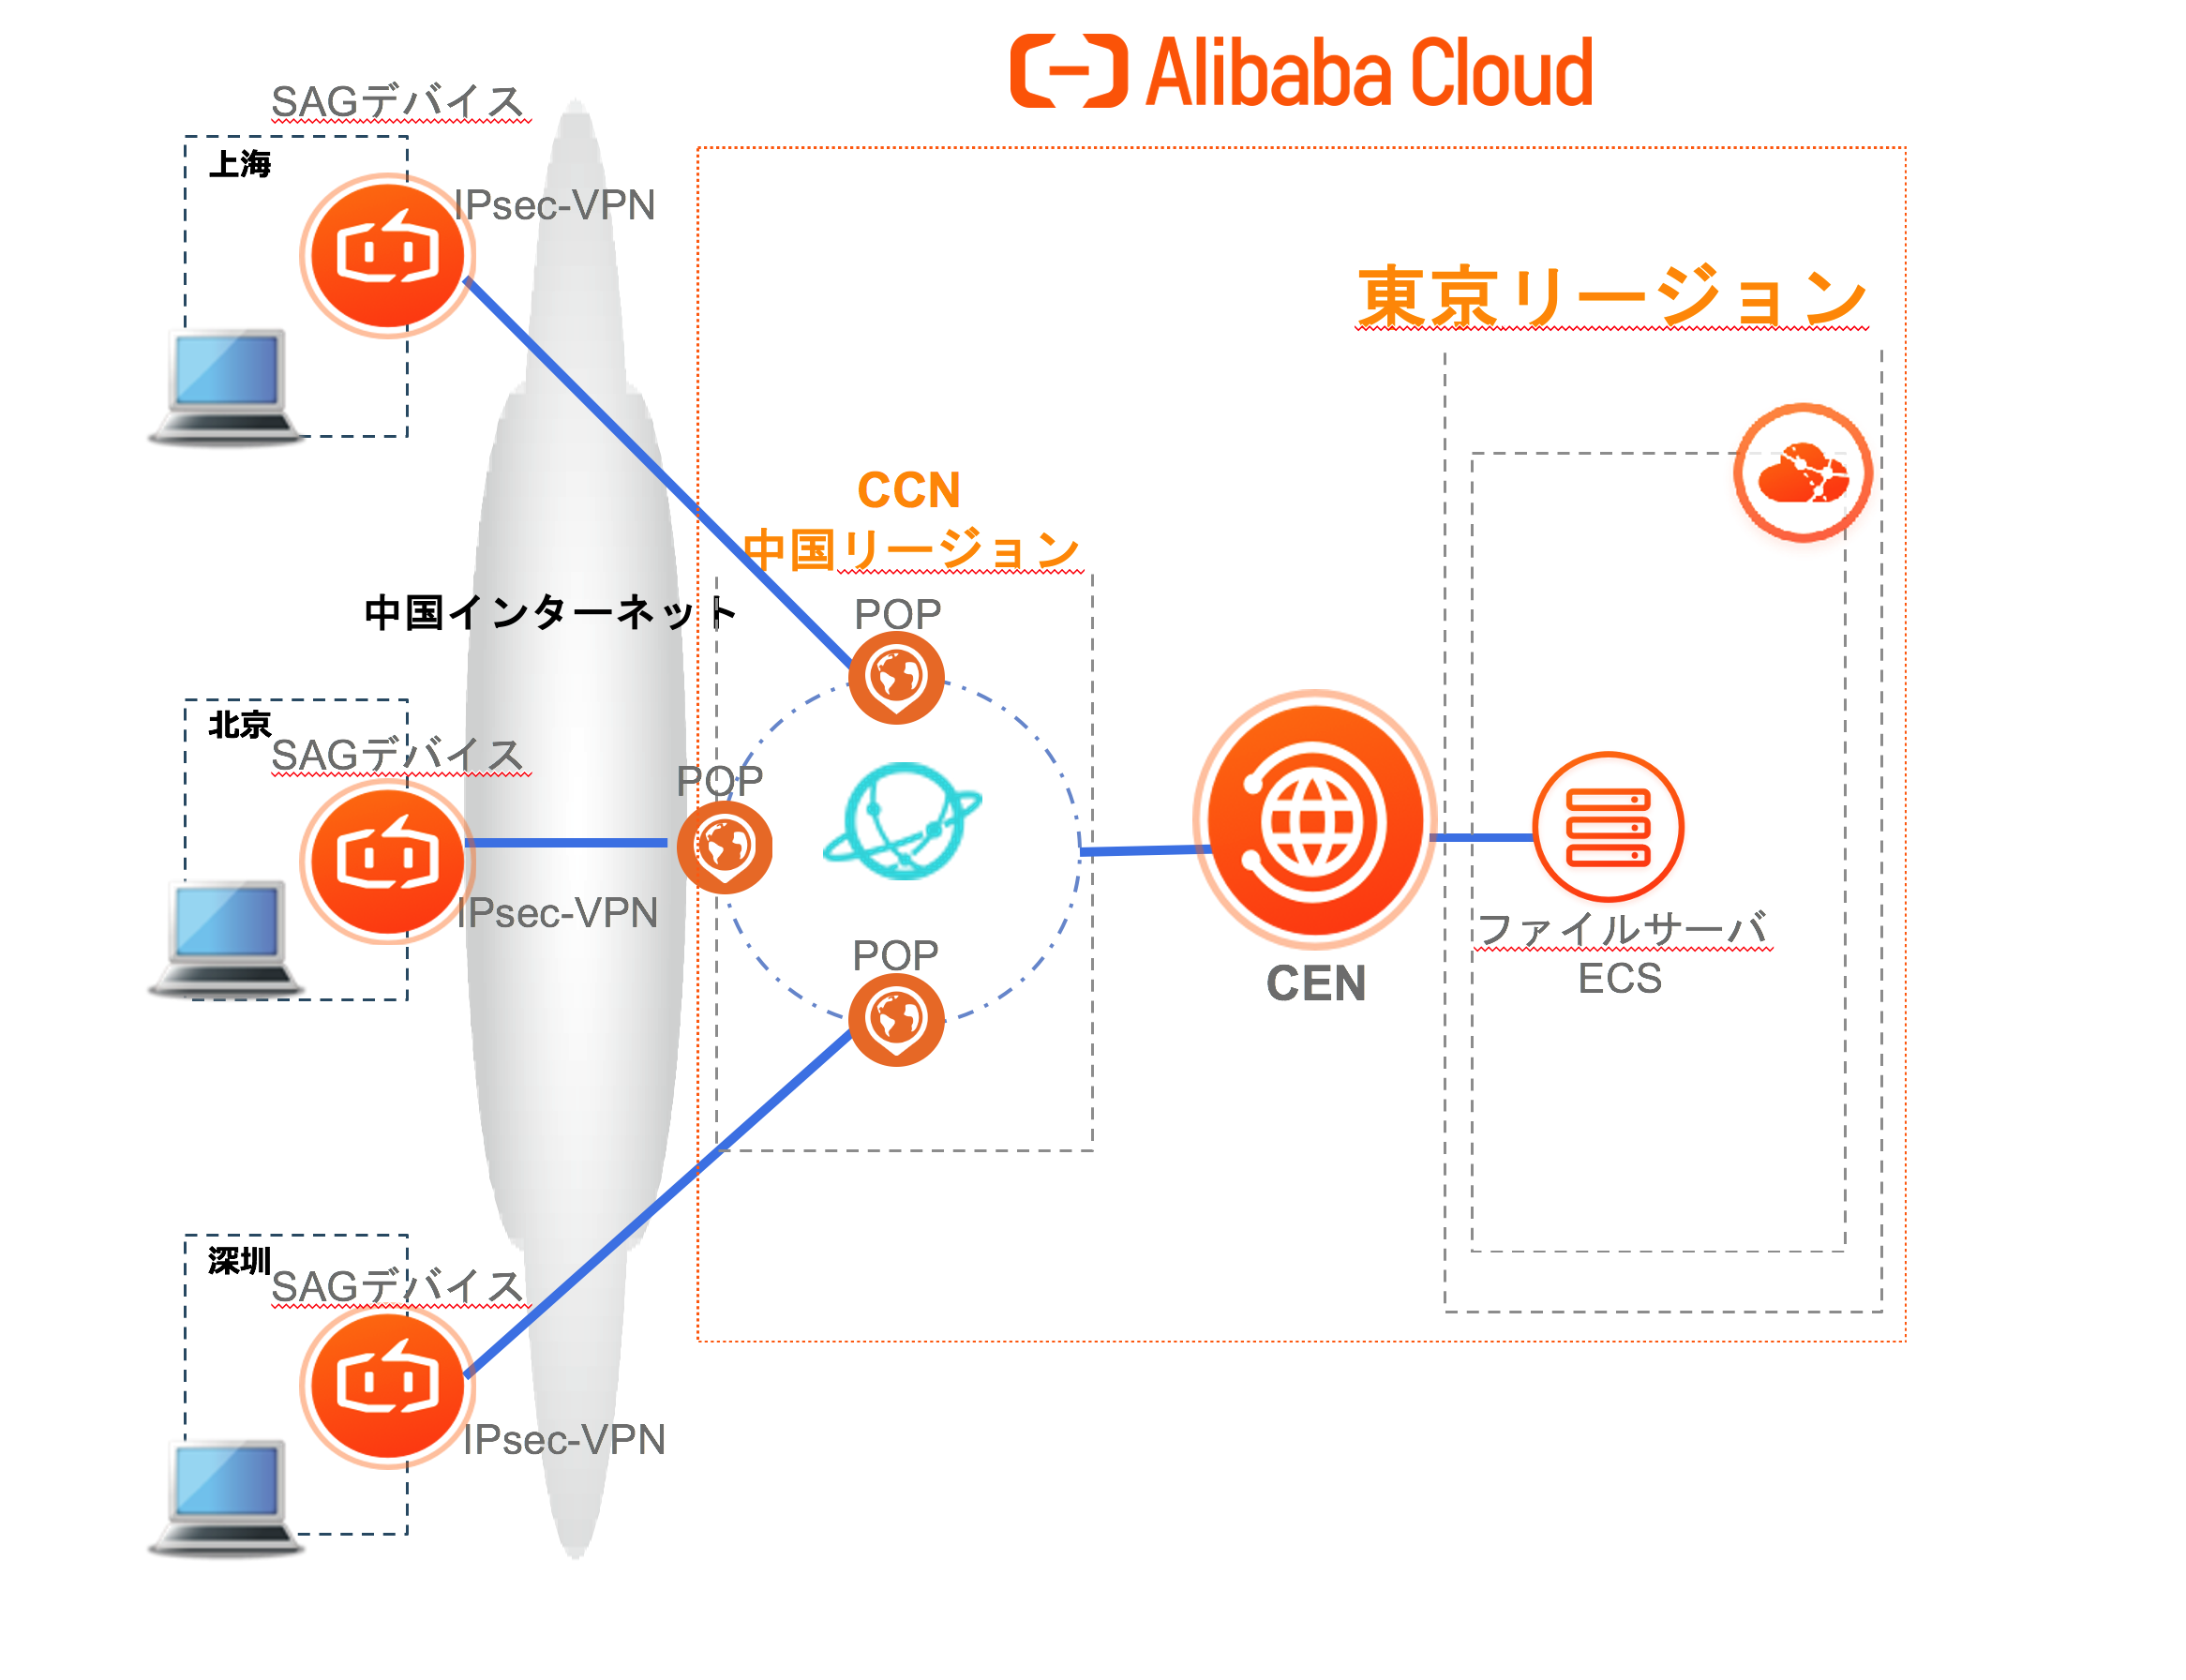 Alibaba Cloud
SAGデバイス
上海
IPsec-VPN
東京リージョン
CCN
中国リージョン
中国インターネット
POP
北京
SAGデバイス
POP
IPsec-VPN
ファイルサーバ
ECS
POP
CEN
深圳
SAGデバイス
IPsec-VPN